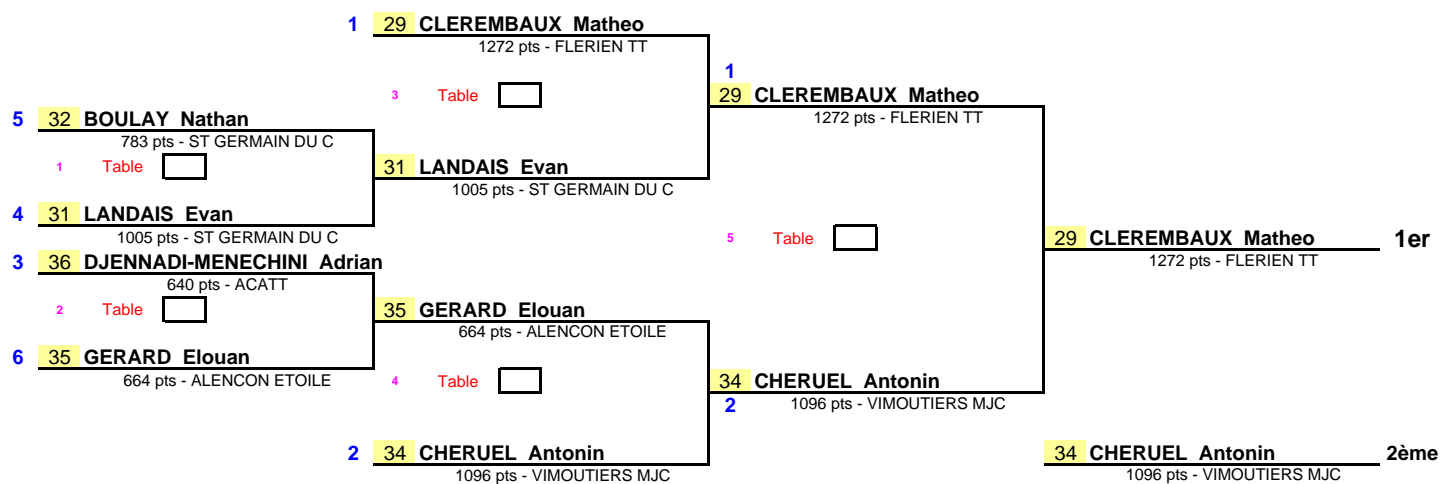 1 29 CLEREMBAUX Matheo
1272 pts - FLERIEN TT
1
3 Table
29 CLEREMBAUX Matheo
1272 pts - FLERIEN TT
5 32 BOULAY Nathan
783 pts - ST GERMAIN DU C
1 Table
31 LANDAIS Evan
1005 pts - ST GERMAIN DU C
4 31 LANDAIS Evan
1005 pts - ST GERMAIN DU C
5 Table
29 CLEREMBAUX Matheo 1er
1272 pts - FLERIEN TT
3 36 DJENNADI-MENECHINI Adrian
640 pts - ACATT
2 Table
35 GERARD Elouan
664 pts - ALENCON ETOILE
6 35 GERARD Elouan
664 pts - ALENCON ETOILE
4 Table
34 CHERUEL Antonin
1096 pts - VIMOUTIERS MJC
2
2 34 CHERUEL Antonin
1096 pts - VIMOUTIERS MJC
34 CHERUEL Antonin 2ème
1096 pts - VIMOUTIERS MJC